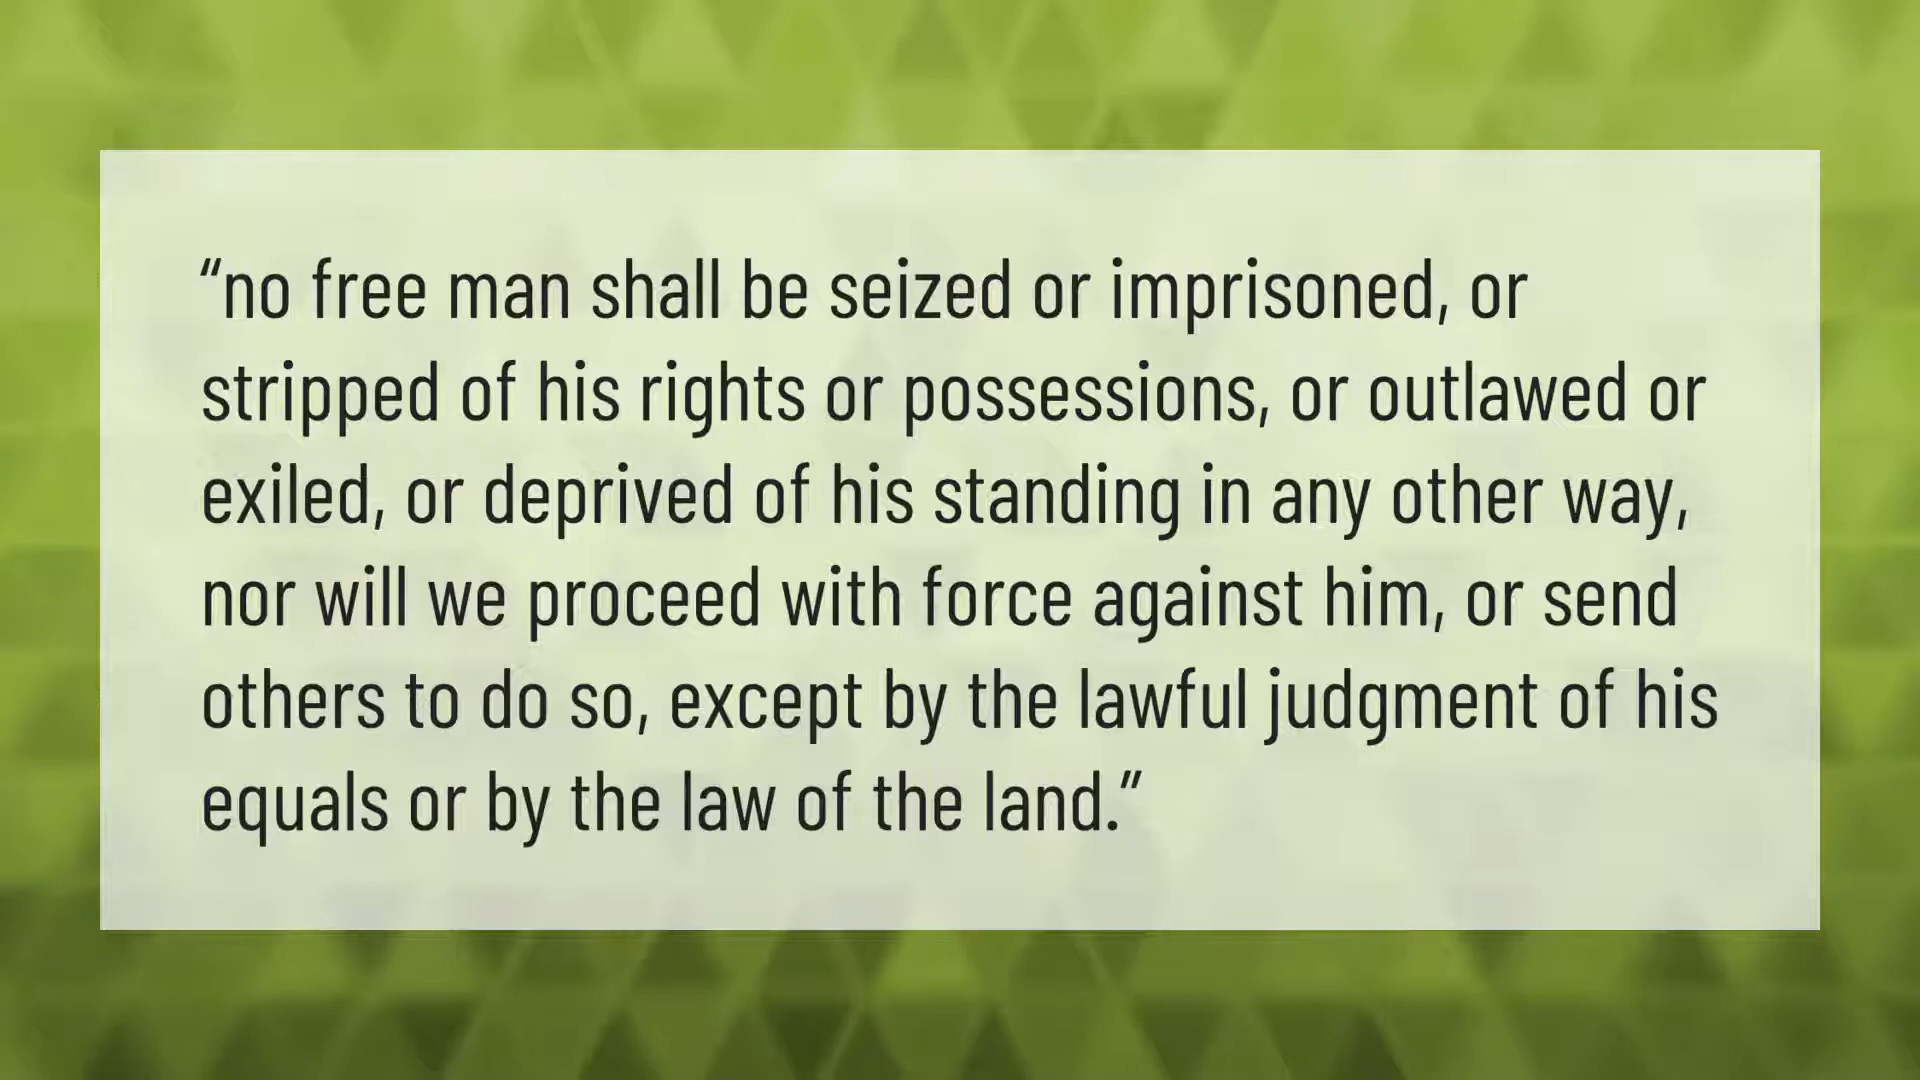 “no free man shall be seized or imprisoned, or
stripped of his rights or possessions, or outlawed or
exiled, or deprived of his standing in any other way,
nor will we proceed with force against him, or send
others to do so, except by the lawful judgment of his
equals or by the law of the land.”